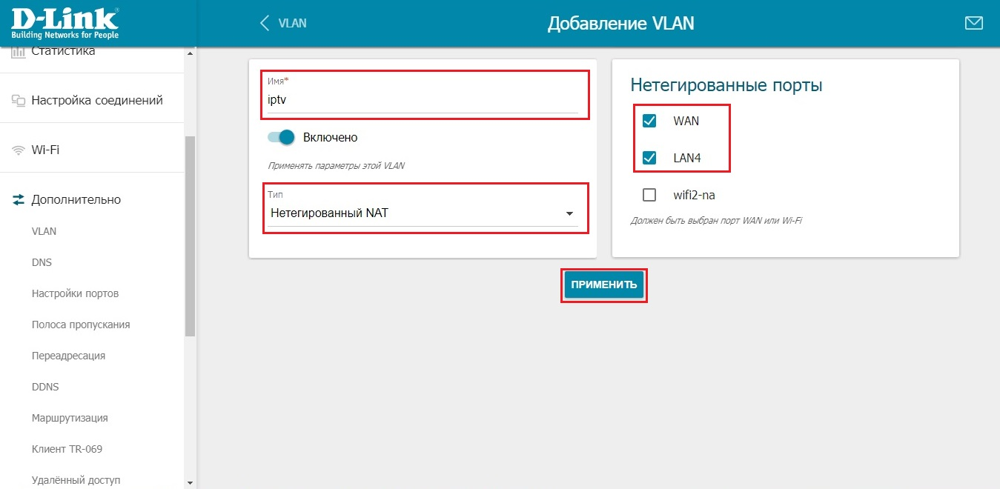 D-Link®
Building Networks for People
VLAN
Добавление VLAN
Статистика
Настройка соединений
Wi-Fi
Дополнительно
VLAN
DNS
Настройки портов
Полоса пропускания
Переадресация
DDNS
Маршрутизация
Клиент TR-069
Удалённый доступ
Имя*
iptv
Включено
Применять параметры этой VLAN
Тип
Нетегированный NAT
Нетегированные порты
WAN
LAN4
wifi2-na
Должен быть выбран порт WAN или Wi-Fi
ПРИМЕНИТЬ